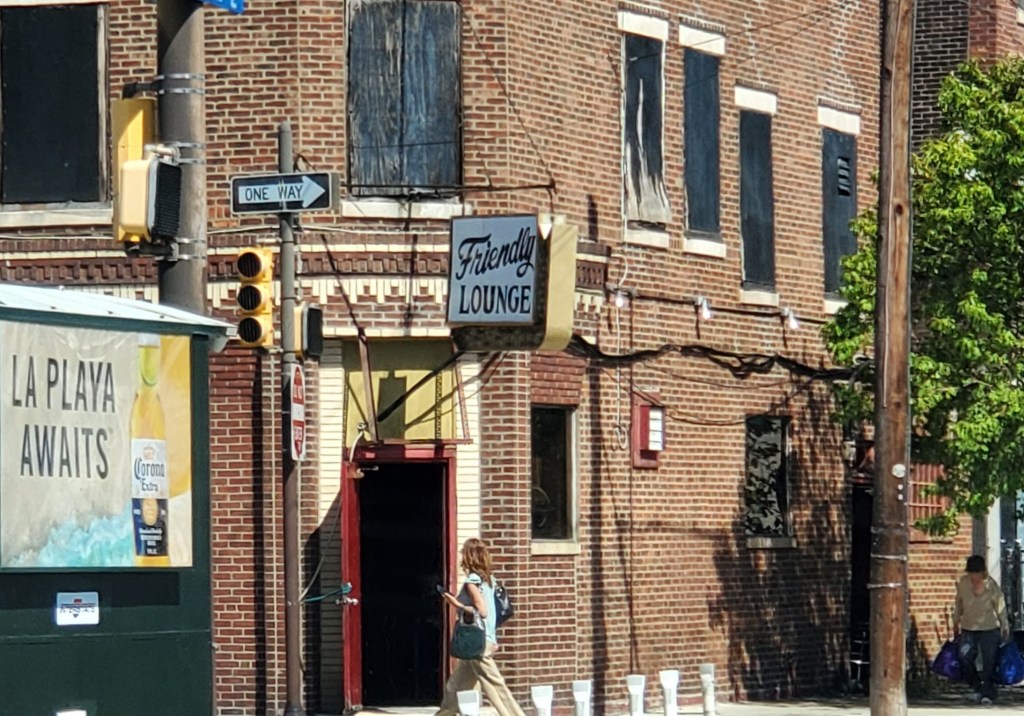 ONE WAY
Friendly
LOUNGE
LA PLAYA
AWAITS
Corona
Extra